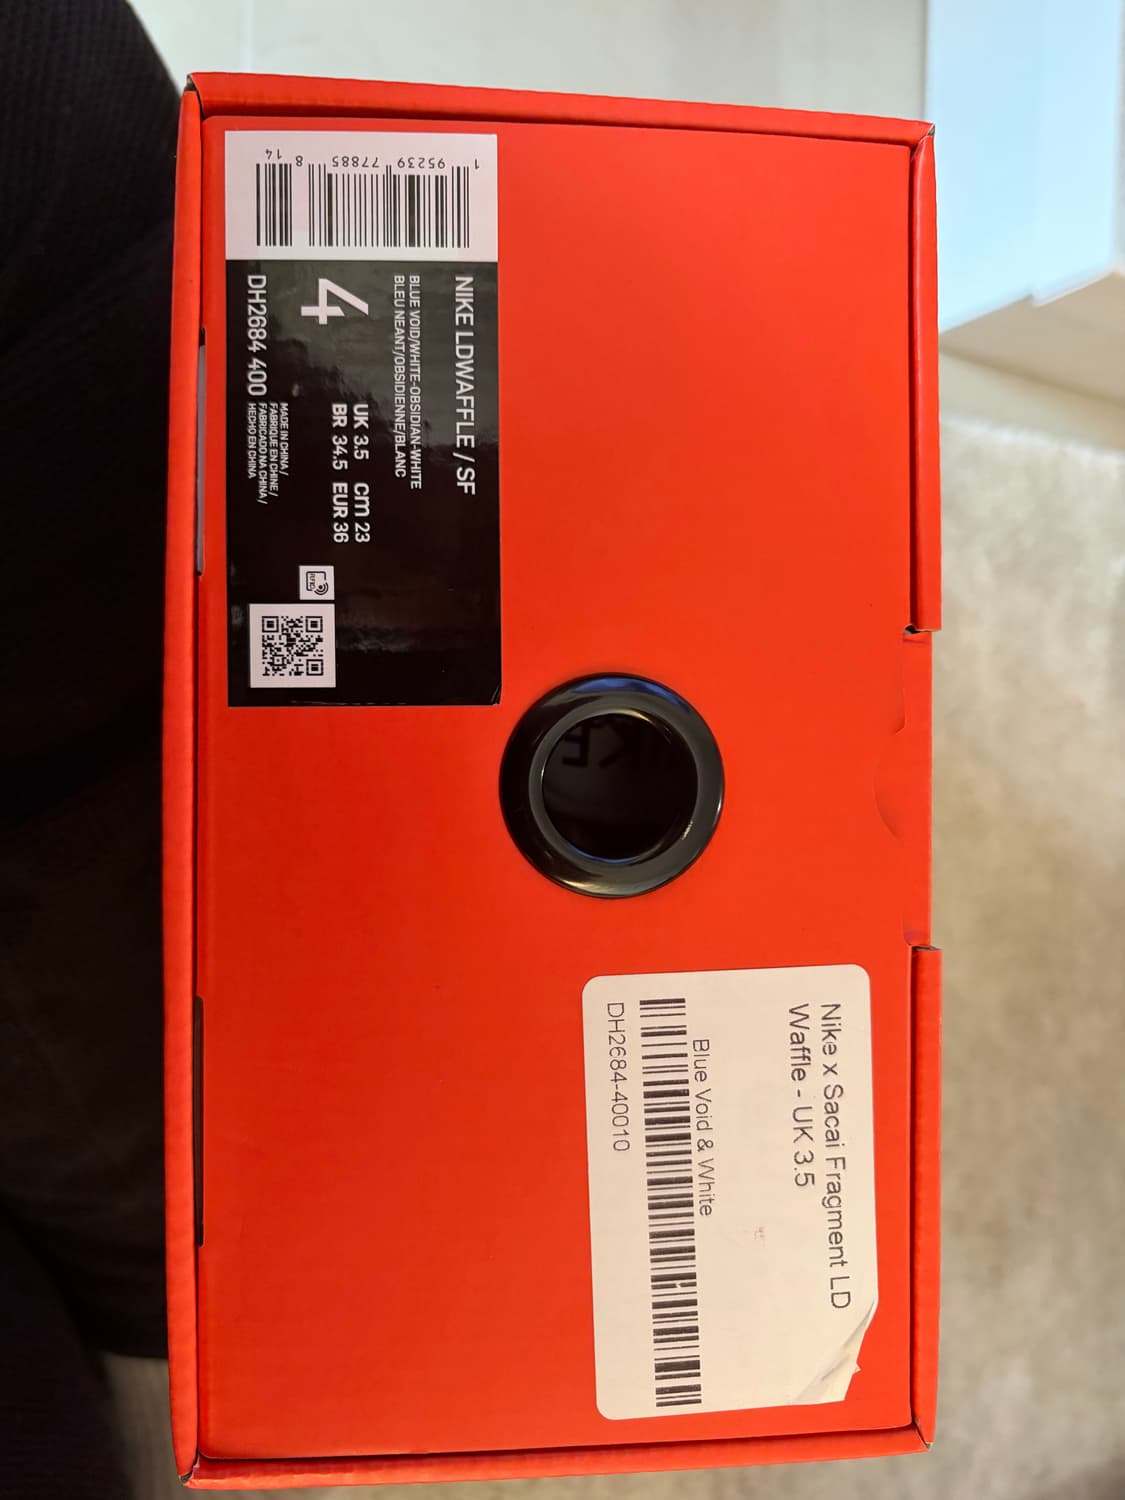 1 95239 77885 8 14
NIKE LDWAFFLE / SF
BLUE VOID/WHITE-OBSIDIAN-WHITE
BLEU NEANT/OBSIDIENNE/BLANC
4
UK 3.5 cm 23
BR 34.5 EUR 36
DH2684 400
MADE IN CHINA /
FABRIQUE EN CHINE /
FABRICADO NA CHINA /
HECHO EN CHINA
RFID
Nike x Sacai Fragment LD
Waffle - UK 3.5
Blue Void & White
DH2684-40010